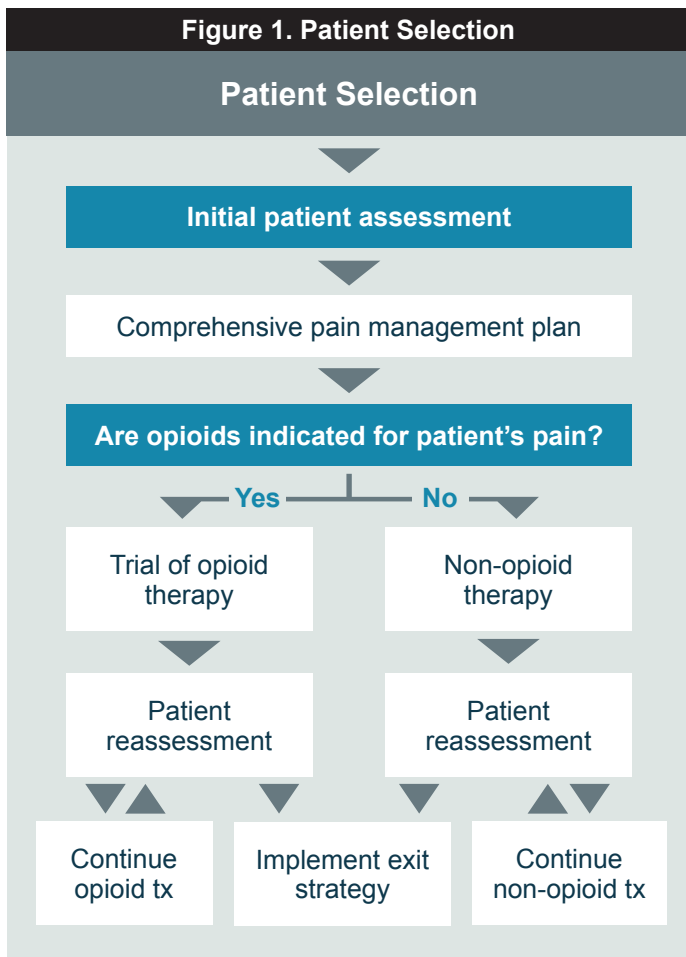 Figure 1. Patient Selection
Patient Selection
Initial patient assessment
Comprehensive pain management plan
Are opioids indicated for patient’s pain?
Yes
No
Trial of opioid
therapy
Non-opioid
therapy
Patient
reassessment
Patient
reassessment
Continue
opioid tx
Implement exit
strategy
Continue
non-opioid tx